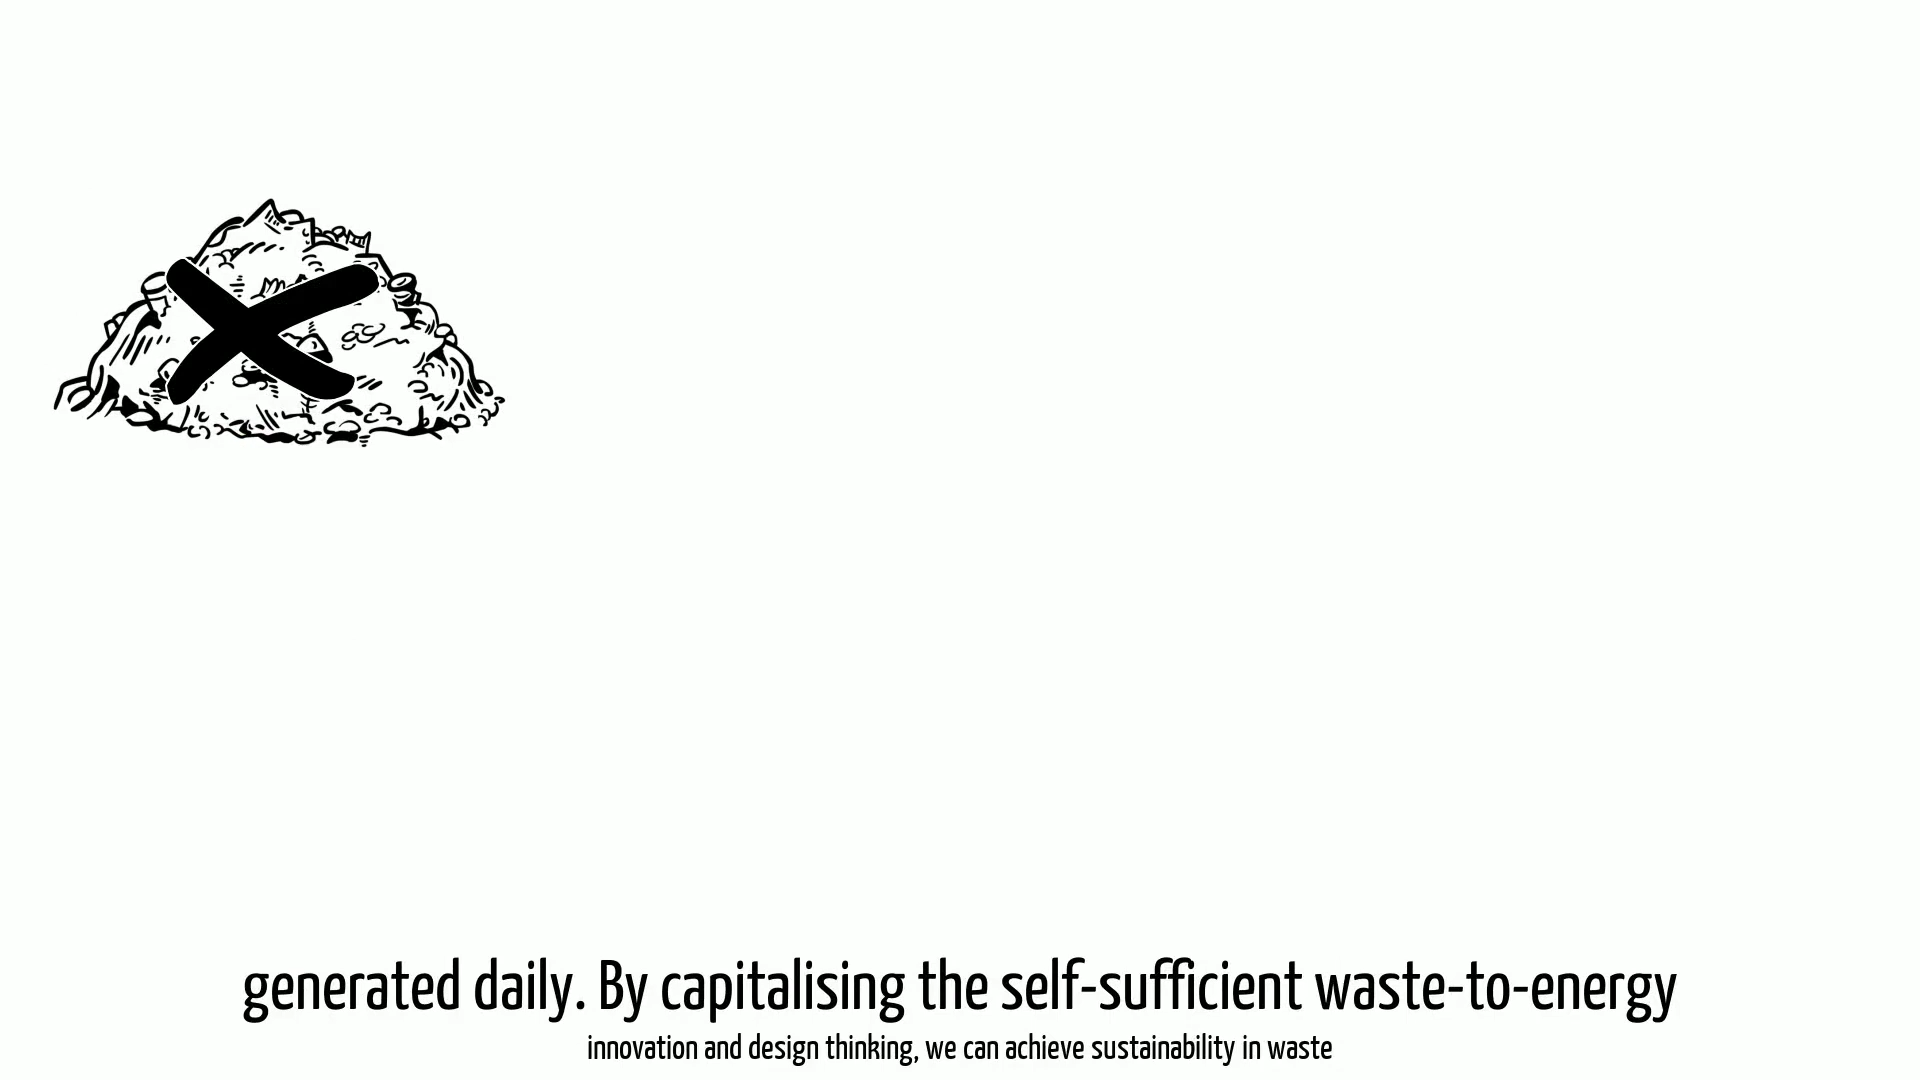 generated daily. By capitalising the self-sufficient waste-to-energy
innovation and design thinking, we can achieve sustainability in waste